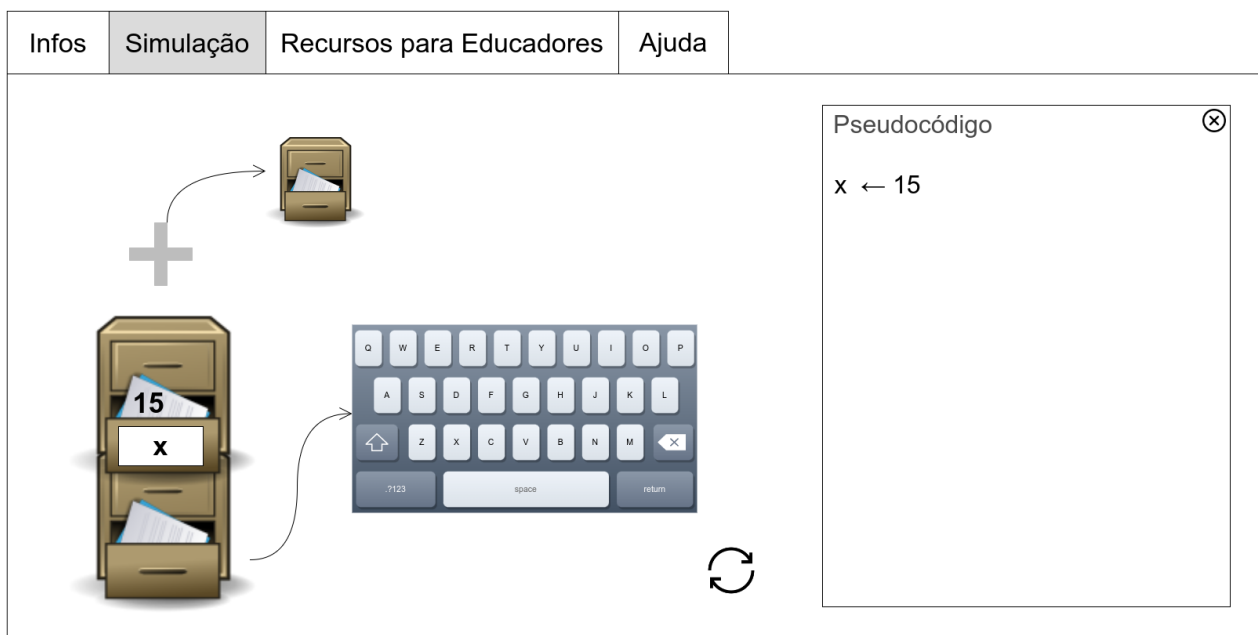 Infos Simulação Recursos para Educadores Ajuda
Pseudocódigo
x ← 15
15
x
Q W E R T Y U I O P
A S D F G H J K L
Z X C V B N M
.?123 space return